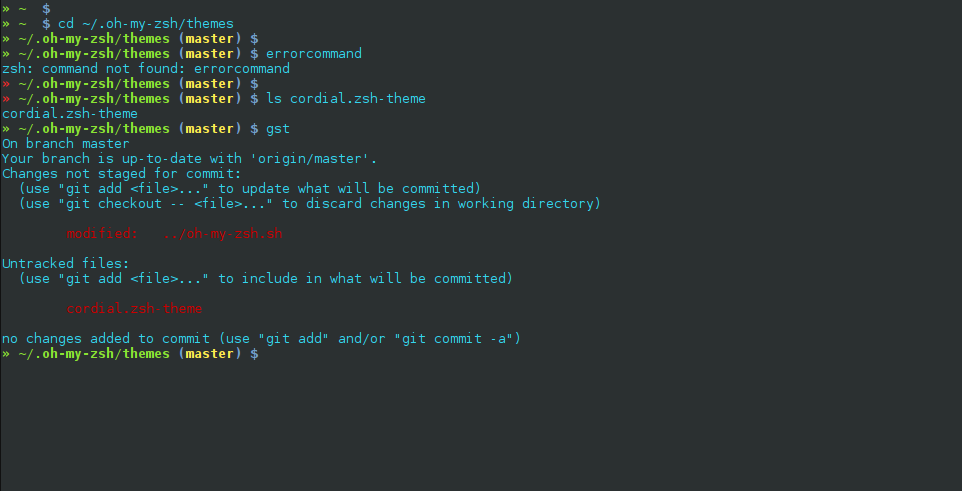 » ~  $
» ~  $ cd ~/.oh-my-zsh/themes
» ~/.oh-my-zsh/themes (master) $
» ~/.oh-my-zsh/themes (master) $ errorcommand
zsh: command not found: errorcommand
» ~/.oh-my-zsh/themes (master) $
» ~/.oh-my-zsh/themes (master) $ ls cordial.zsh-theme
cordial.zsh-theme
» ~/.oh-my-zsh/themes (master) $ gst
On branch master
Your branch is up-to-date with 'origin/master'.
Changes not staged for commit:
  (use "git add <file>..." to update what will be committed)
  (use "git checkout -- <file>..." to discard changes in working directory)
        modified:   ../oh-my-zsh.sh
Untracked files:
  (use "git add <file>..." to include in what will be committed)
        cordial.zsh-theme
no changes added to commit (use "git add" and/or "git commit -a")
» ~/.oh-my-zsh/themes (master) $